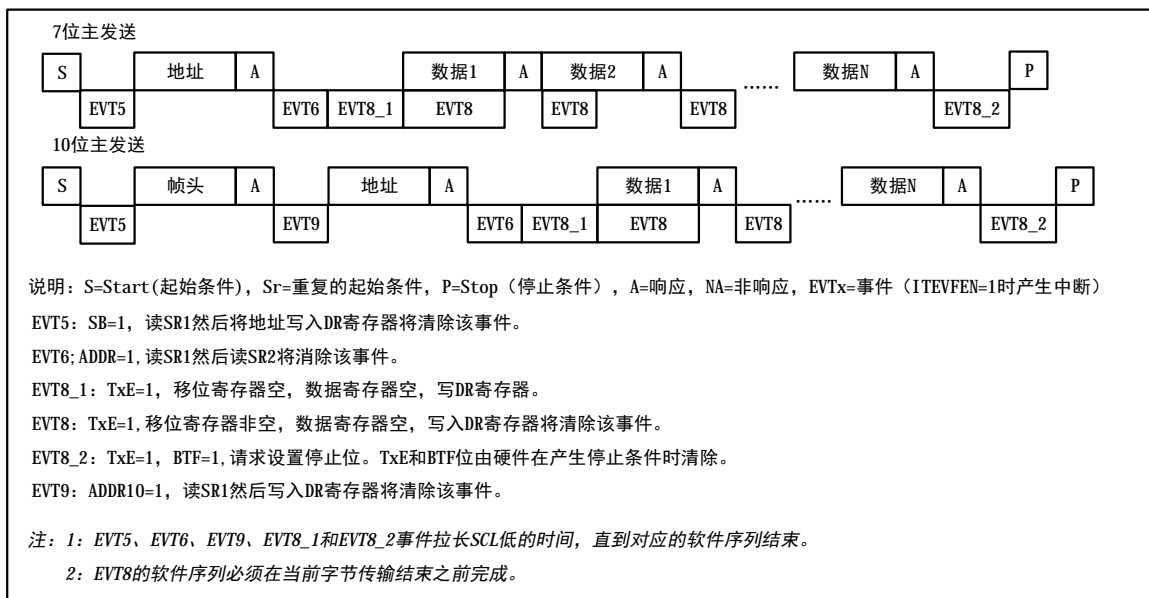 7位主发送
S 地址 A 数据1 A 数据2 A …… 数据N A P
EVT5 EVT6 EVT8_1 EVT8 EVT8 EVT8 EVT8_2
10位主发送
S 帧头 A 地址 A 数据1 A …… 数据N A P
EVT5 EVT9 EVT6 EVT8_1 EVT8 EVT8 EVT8_2
说明：S=Start(起始条件)，Sr=重复的起始条件，P=Stop（停止条件），A=响应，NA=非响应，EVTx=事件（ITEVFEN=1时产生中断）
EVT5：SB=1，读SR1然后将地址写入DR寄存器将清除该事件。
EVT6;ADDR=1,读SR1然后读SR2将消除该事件。
EVT8_1：TxE=1，移位寄存器空，数据寄存器空，写DR寄存器。
EVT8：TxE=1,移位寄存器非空，数据寄存器空，写入DR寄存器将清除该事件。
EVT8_2：TxE=1，BTF=1,请求设置停止位。TxE和BTF位由硬件在产生停止条件时清除。
EVT9：ADDR10=1，读SR1然后写入DR寄存器将清除该事件。
注：1：EVT5、EVT6、EVT9、EVT8_1和EVT8_2事件拉长SCL低的时间，直到对应的软件序列结束。
2：EVT8的软件序列必须在当前字节传输结束之前完成。